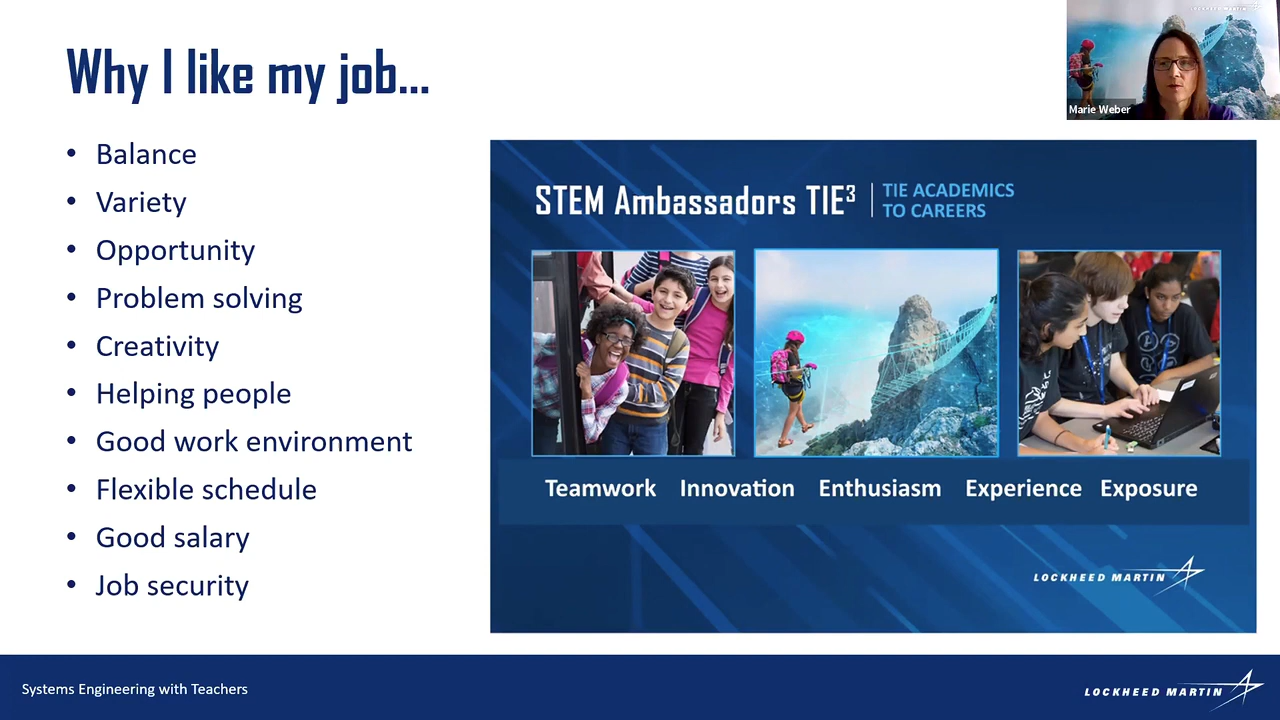 Why I like my job...
• Balance
• Variety
• Opportunity
• Problem solving
• Creativity
• Helping people
• Good work environment
• Flexible schedule
• Good salary
• Job security
LOCKHEED MARTIN
Marie Weber
STEM Ambassadors TIE³
TIE ACADEMICS
TO CAREERS
Teamwork Innovation Enthusiasm Experience Exposure
LOCKHEED MARTIN
Systems Engineering with Teachers
LOCKHEED MARTIN